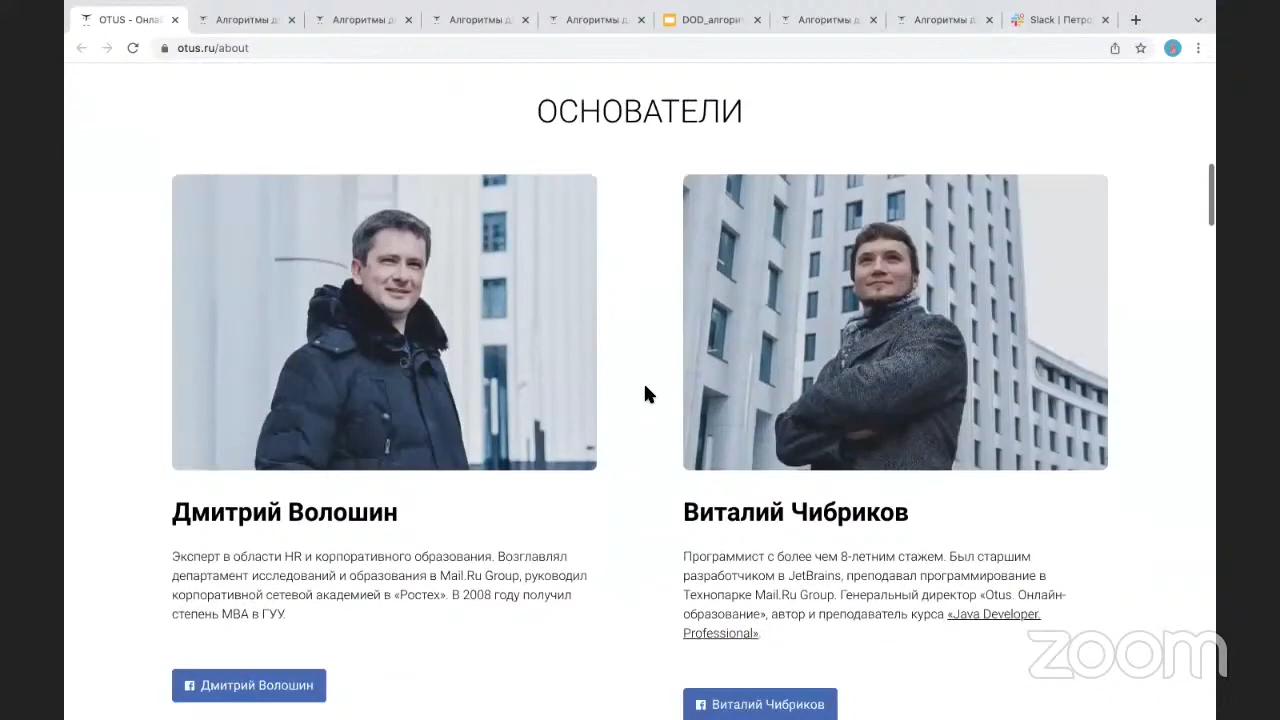 OTUS - Онлай
Алгоритмы д
Алгоритмы д
Алгоритмы д
Алгоритмы д
DOD_алгори
Алгоритмы д
Алгоритмы д
Slack | Петро
otus.ru/about
ОСНОВАТЕЛИ
Дмитрий Волошин
Эксперт в области HR и корпоративного образования. Возглавлял
департамент исследований и образования в Mail.Ru Group, руководил
корпоративной сетевой академией в «Ростех». В 2008 году получил
степень MBA в ГУУ.
Дмитрий Волошин
Виталий Чибриков
Программист с более чем 8-летним стажем. Был старшим
разработчиком в JetBrains, преподавал программирование в
Технопарке Mail.Ru Group. Генеральный директор «Otus. Онлайн-
образование», автор и преподаватель курса «Java Developer.
Professional».
Виталий Чибриков
zoom